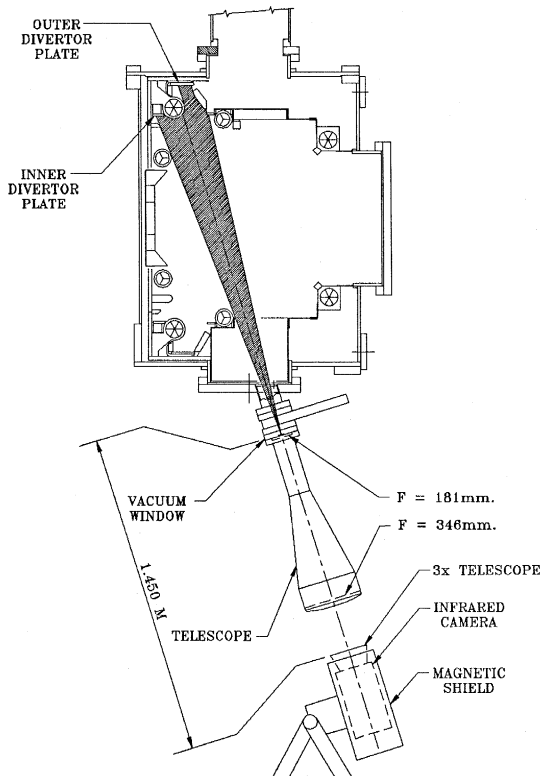 OUTER
DIVERTOR
PLATE
INNER
DIVERTOR
PLATE
VACUUM
WINDOW
F = 181mm.
F = 346mm.
1.450 M
3x TELESCOPE
TELESCOPE
INFRARED
CAMERA
MAGNETIC
SHIELD